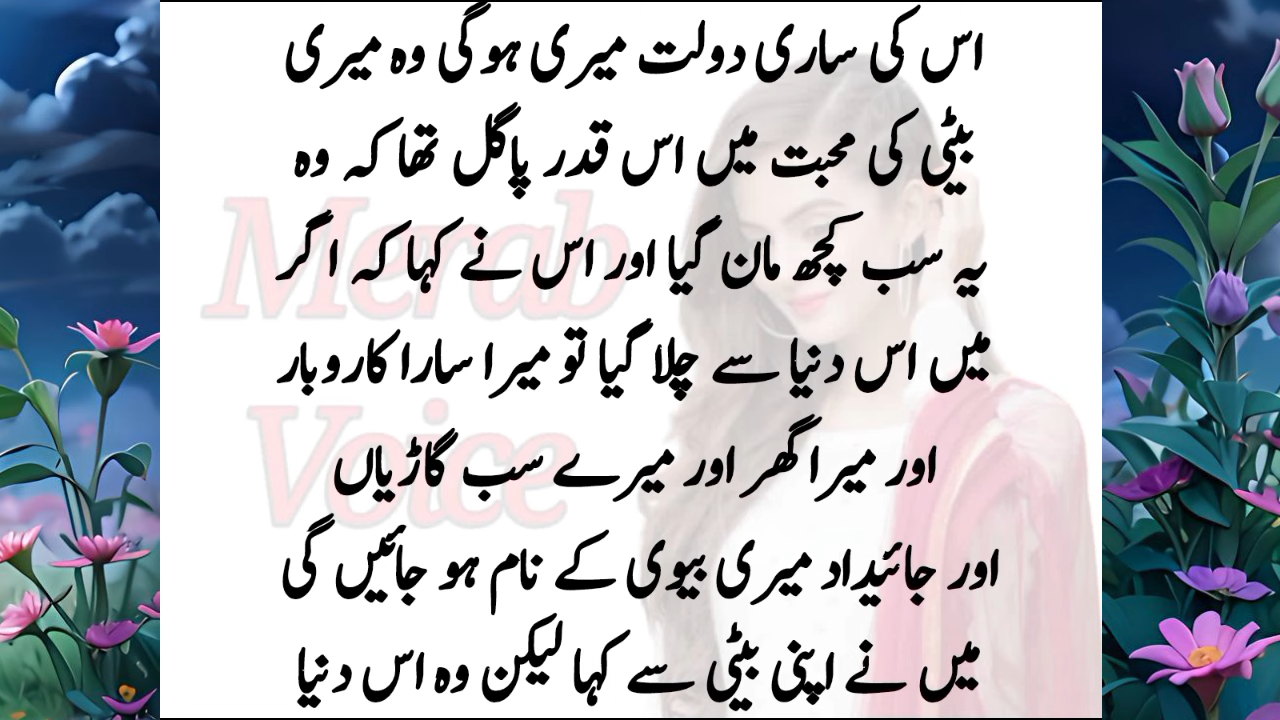 اس کی ساری دولت میری ہوگی وہ میری
بیٹی کی محبت میں اس قدر پاگل تھا کہ وہ
یہ سب کچھ مان گیا اور اس نے کہا کہ اگر
میں اس دنیا سے چلا گیا تو میرا سارا کاروبار
اور میرا گھر اور میرے سب گاڑیاں
اور جائیداد میری بیوی کے نام ہو جائیں گی
میں نے اپنی بیٹی سے کہا لیکن وہ اس دنیا
Merab
Voice